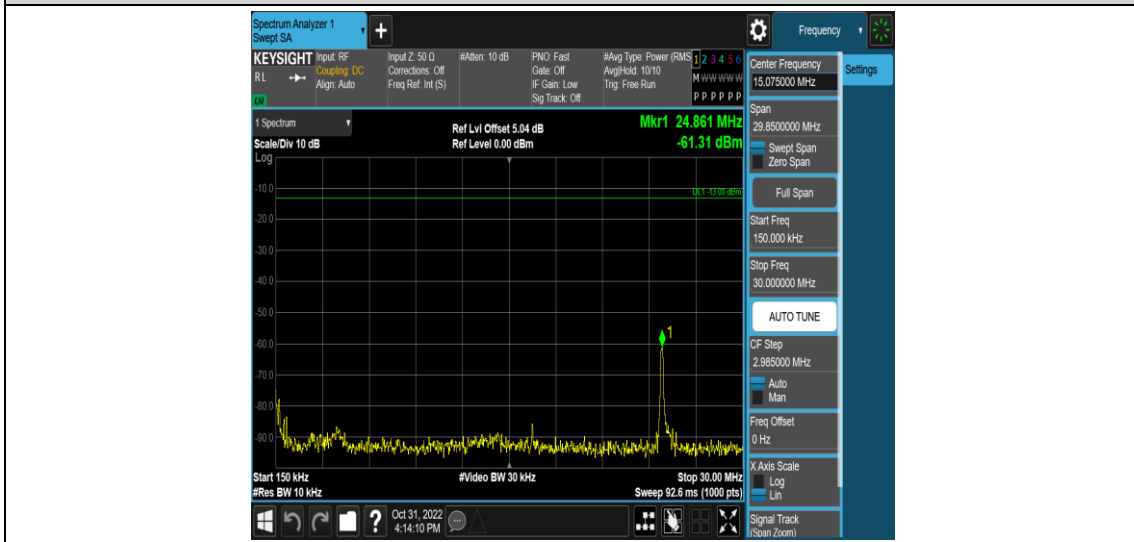 Spectrum Analyzer 1
Swept SA
+
Frequency
KEYSIGHT
RL
Input: RF
Coupling: DC
Align: Auto
Input Z: 50 Ω
Corrections: Off
Freq Ref: Int (S)
#Atten: 10 dB
PNO: Fast
Gate: Off
IF Gain: Low
Sig Track: Off
#Avg Type: Power (RMS
Avg|Hold: 10/10
Trig: Free Run
1 2 3 4 5 6
M W W W W W
P P P P P P
1 Spectrum
Scale/Div 10 dB
Log
Ref Lvl Offset 5.04 dB
Ref Level 0.00 dBm
Mkr1 24.861 MHz
-61.31 dBm
DL1 -13.00 dBm
-10.0
-20.0
-30.0
-40.0
-50.0
-60.0
-70.0
-80.0
-90.0
1
Start 150 kHz
#Res BW 10 kHz
#Video BW 30 kHz
Stop 30.00 MHz
Sweep 92.6 ms (1000 pts)
Center Frequency
15.075000 MHz
Settings
Span
29.8500000 MHz
Swept Span
Zero Span
Full Span
Start Freq
150.000 kHz
Stop Freq
30.000000 MHz
AUTO TUNE
CF Step
2.985000 MHz
Auto
Man
Freq Offset
0 Hz
X Axis Scale
Log
Lin
Signal Track
(Span Zoom)
?
Oct 31, 2022
4:14:10 PM